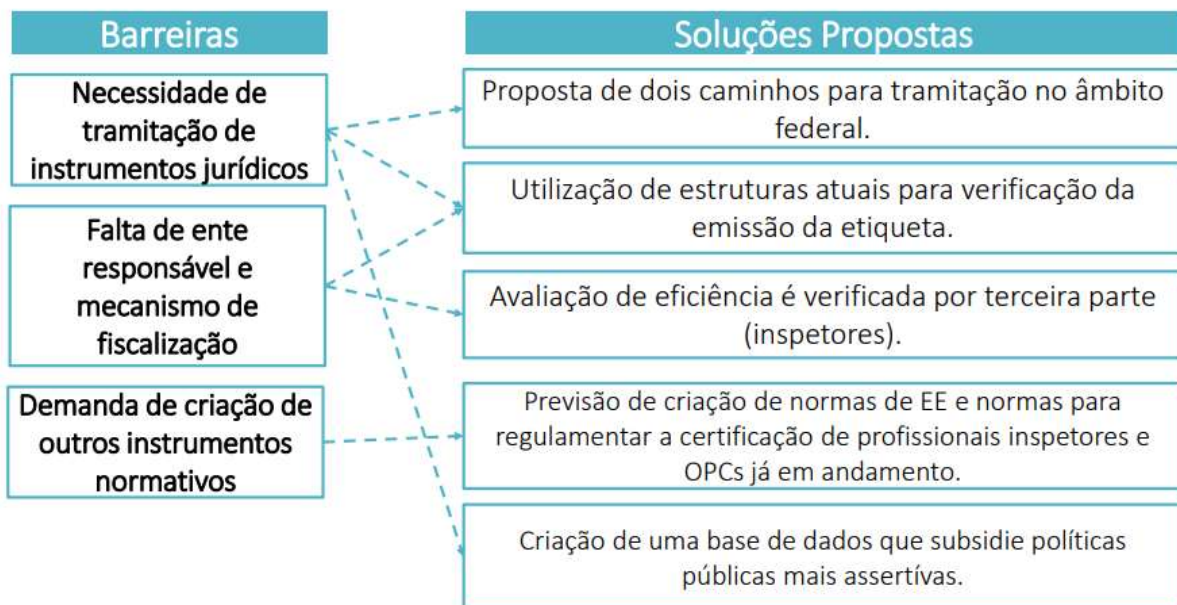 Barreiras
Necessidade de
tramitação de
instrumentos jurídicos
Falta de ente
responsável e
mecanismo de
fiscalização
Demanda de criação de
outros instrumentos
normativos
Soluções Propostas
Proposta de dois caminhos para tramitação no âmbito
federal.
Utilização de estruturas atuais para verificação da
emissão da etiqueta.
Avaliação de eficiência é verificada por terceira parte
(inspetores).
Previsão de criação de normas de EE e normas para
regulamentar a certificação de profissionais inspetores e
OPCs já em andamento.
Criação de uma base de dados que subsidie políticas
públicas mais assertívas.